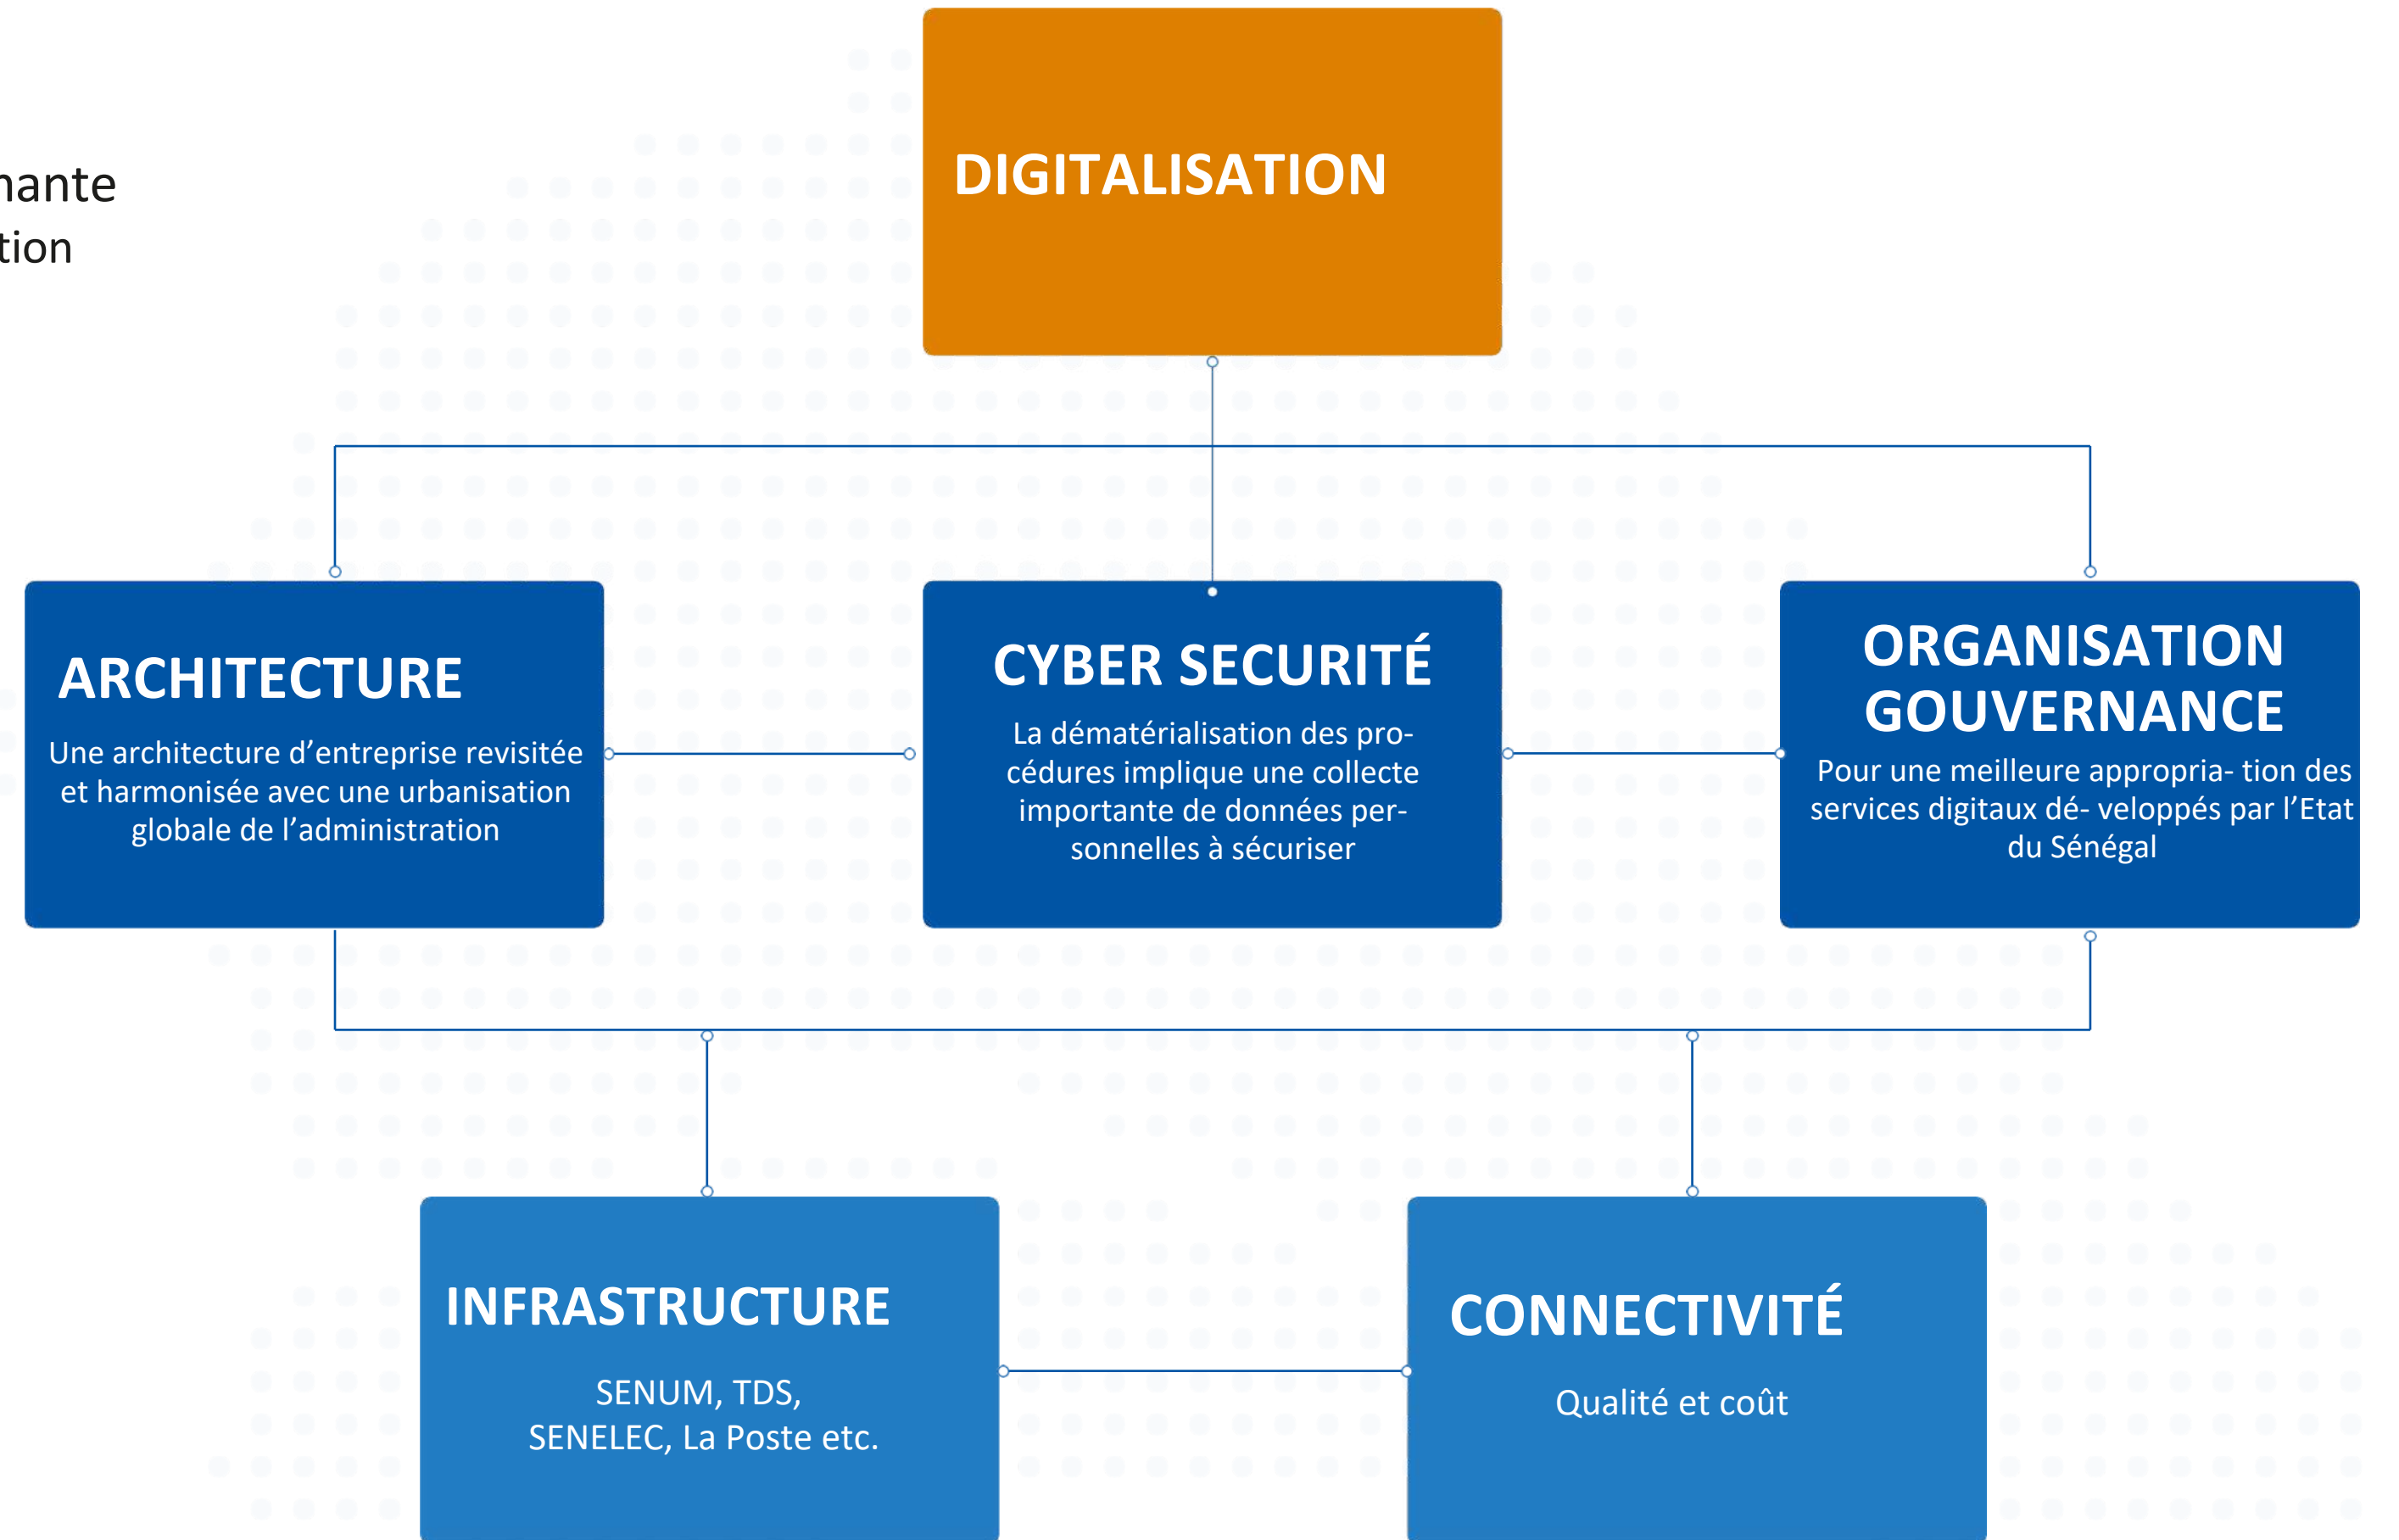 nante
tion
DIGITALISATION
ARCHITECTURE
Une architecture d’entreprise revisitée
et harmonisée avec une urbanisation
globale de l’administration
CYBER SECURITÉ
La dématérialisation des pro-
cédures implique une collecte
importante de données per-
sonnelles à sécuriser
ORGANISATION
GOUVERNANCE
Pour une meilleure appropria- tion des
services digitaux dé- veloppés par l’Etat
du Sénégal
INFRASTRUCTURE
SENUM, TDS,
SENELEC, La Poste etc.
CONNECTIVITÉ
Qualité et coût